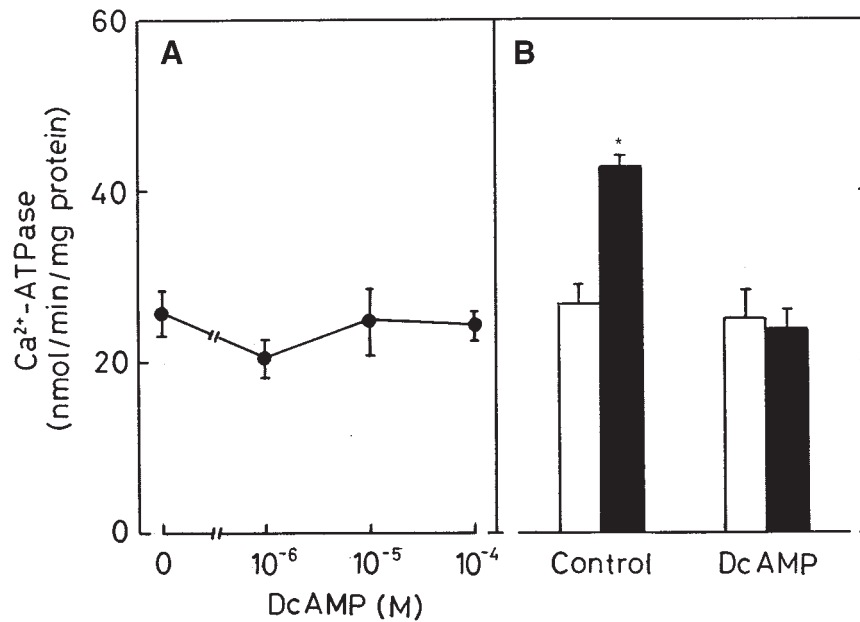 60
A
B
*
40
20
0
Ca²⁺-ATPase
(nmol/min/mg protein)
0
10⁻⁶
10⁻⁵
10⁻⁴
DcAMP (M)
Control
DcAMP